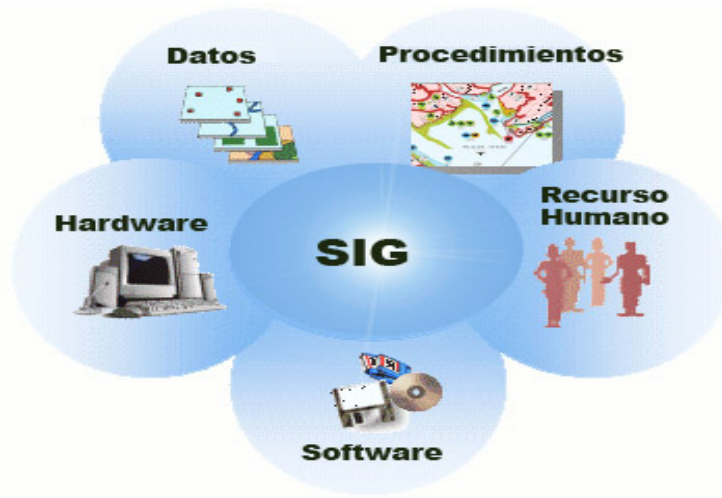 Datos
Procedimientos
Hardware
SIG
Recurso
Humano
Software